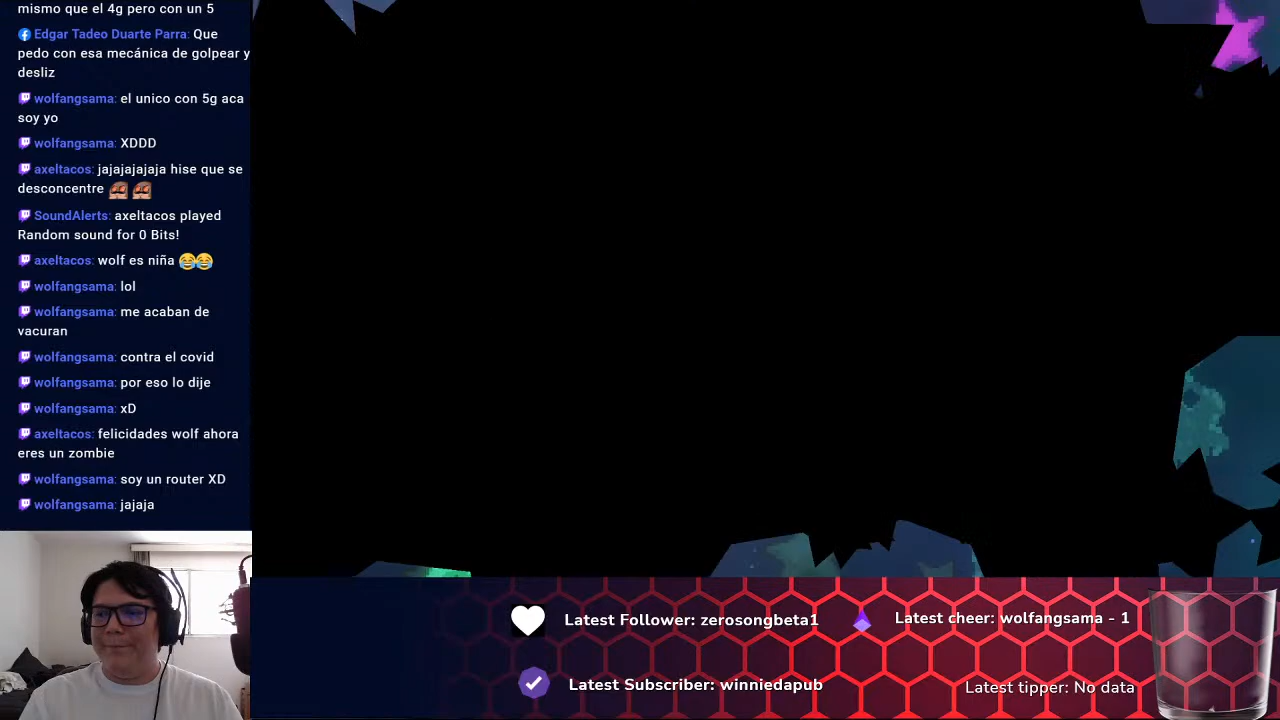 mismo que el 4g pero con un 5
Edgar Tadeo Duarte Parra: Que
pedo con esa mecánica de golpear y
desliz
wolfangsama: el unico con 5g aca
soy yo
wolfangsama: XDDD
axeltacos: jajajajajaja hise que se
desconcentre
SoundAlerts: axeltacos played
Random sound for 0 Bits!
axeltacos: wolf es niña 😂😂
wolfangsama: lol
wolfangsama: me acaban de
vacuran
wolfangsama: contra el covid
wolfangsama: por eso lo dije
wolfangsama: xD
axeltacos: felicidades wolf ahora
eres un zombie
wolfangsama: soy un router XD
wolfangsama: jajaja
Latest Follower: zerosongbeta1
Latest cheer: wolfangsama - 1
Latest Subscriber: winniedapub
Latest tipper: No data